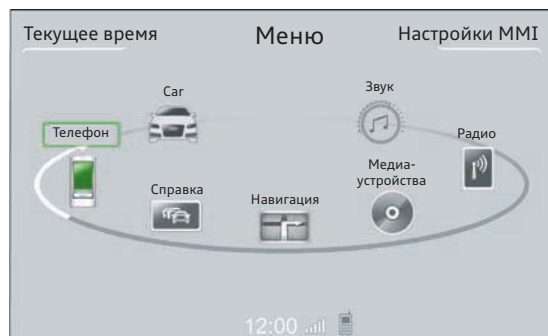 Текущее время
Меню
Настройки MMI
Car
Звук
Телефон
Радио
Медиа-
устройства
Справка
Навигация
12:00